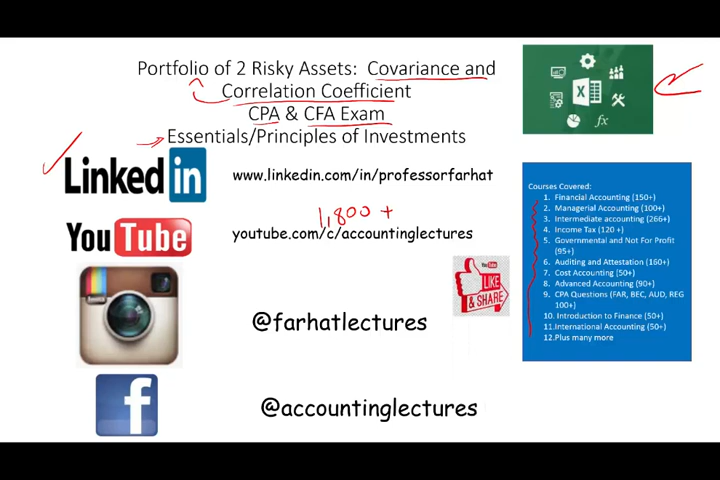 Portfolio of 2 Risky Assets: Covariance and
Correlation Coefficient
CPA & CFA Exam
Essentials/Principles of Investments
Linked in
www.linkedin.com/in/professorfarhat
1,800 +
YouTube
youtube.com/c/accountinglectures
@farhatlectures
f
@accountinglectures
X
fx
YouTube
LIKE
& SHARE
Courses Covered:
1. Financial Accounting (150+)
2. Managerial Accounting (100+)
3. Intermediate accounting (266+)
4. Income Tax (120 +)
5. Governmental and Not For Profit
(95+)
6. Auditing and Attestation (160+)
7. Cost Accounting (50+)
8. Advanced Accounting (90+)
9. CPA Questions (FAR, BEC, AUD, REG
100+)
10. Introduction to Finance (50+)
11.International Accounting (50+)
12.Plus many more